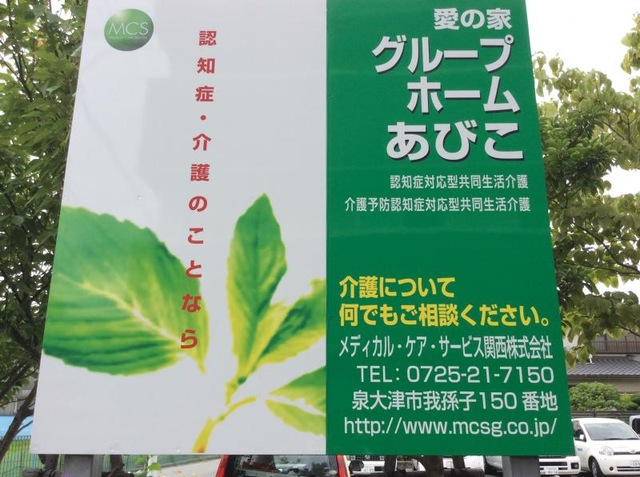 MCS
認知症・介護のことなら
愛の家
グループ
ホーム
あびこ
認知症対応型共同生活介護
介護予防認知症対応型共同生活介護
介護について
何でもご相談ください。
メディカル・ケア・サービス関西株式会社
TEL：0725-21-7150
泉大津市我孫子150番地
http://www.mcsg.co.jp/